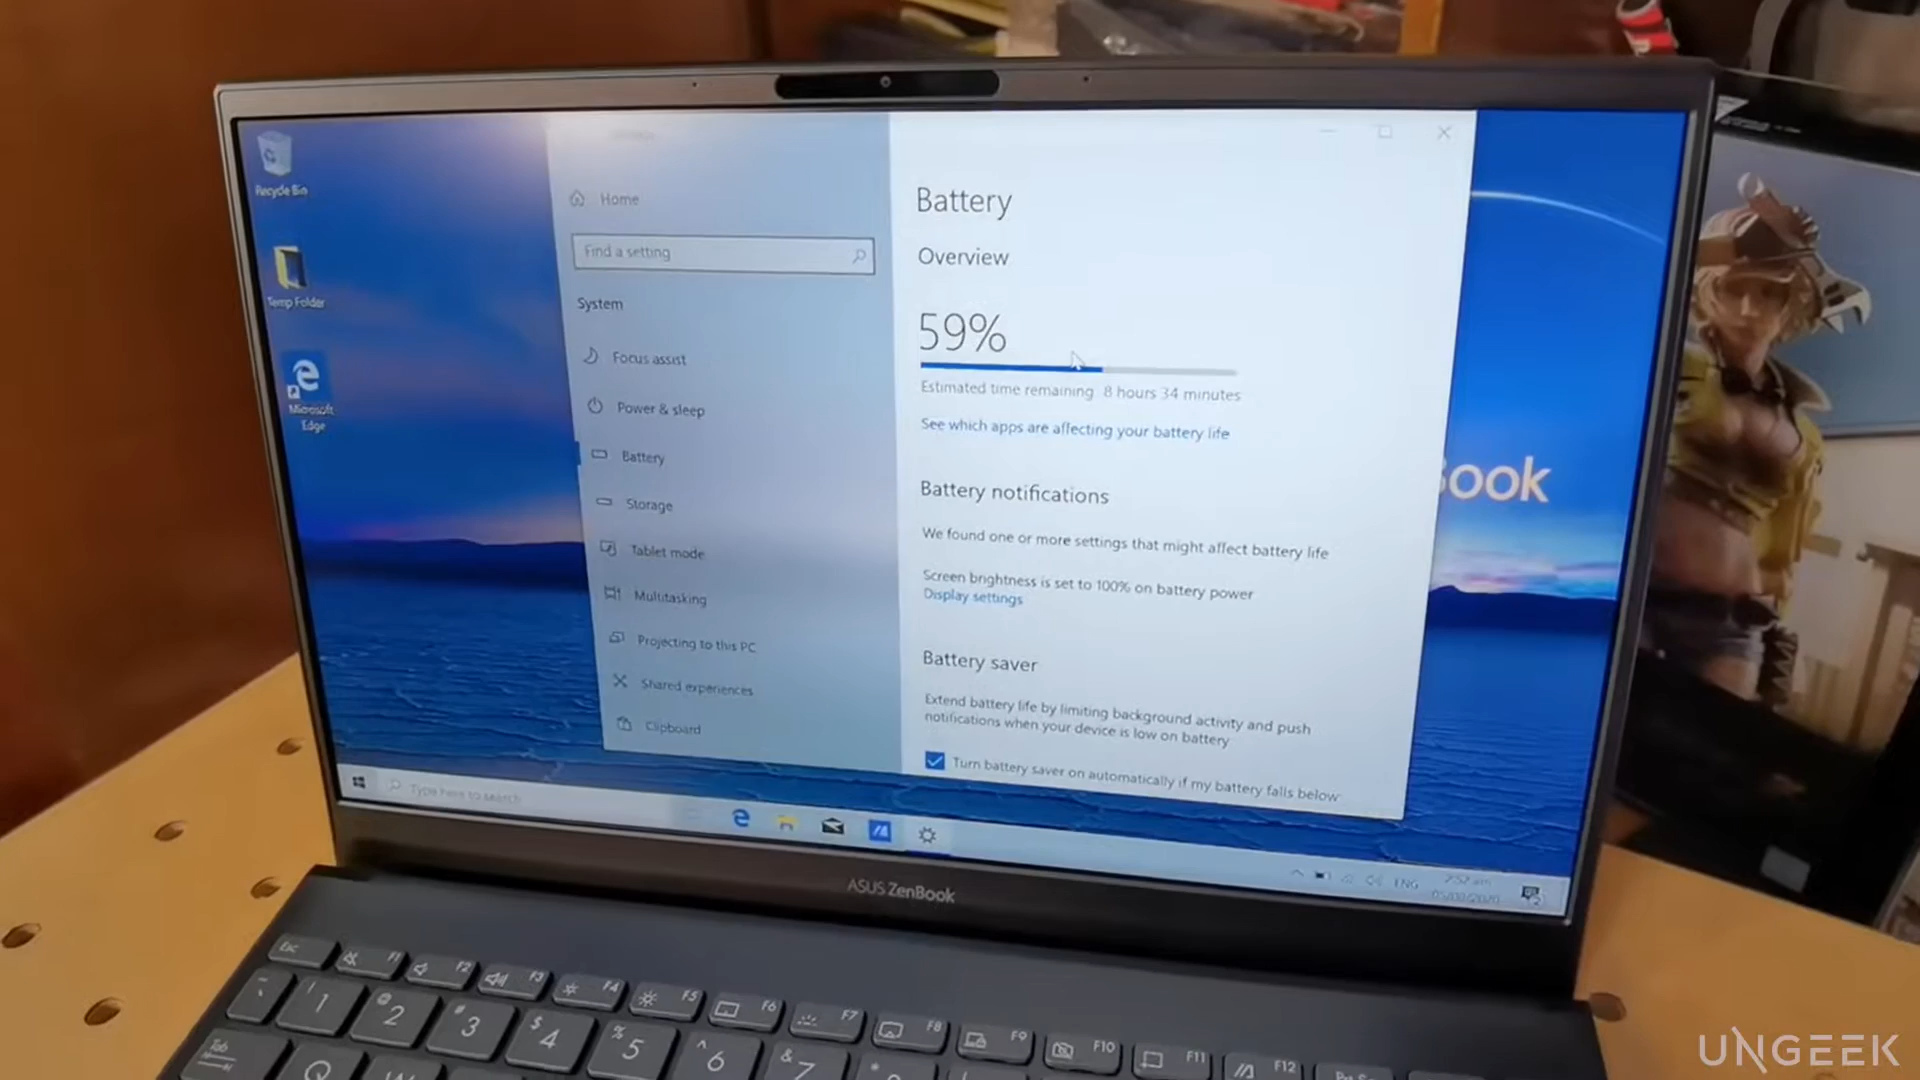 Recycle Bin
Temp Folder
Microsoft
Edge
Home
Find a setting
System
Focus assist
Power & sleep
Battery
Storage
Tablet mode
Multitasking
Projecting to this PC
Shared experiences
Clipboard
Battery
Overview
59%
Estimated time remaining 8 hours 34 minutes
See which apps are affecting your battery life
Battery notifications
We found one or more settings that might affect battery life
Screen brightness is set to 100% on battery power
Display settings
Battery saver
Extend battery life by limiting background activity and push
notifications when your device is low on battery
Turn battery saver on automatically if my battery falls below:
Book
Type here to search
ENG
ASUS ZenBook
Esc F1 F2 F3 F4 F5 F6 F7 F8 F9 F10 F11 F12
! 1 @ 2 # 3 $ 4 % 5 ^ 6 & 7 *
Tab Q
UNGEEK